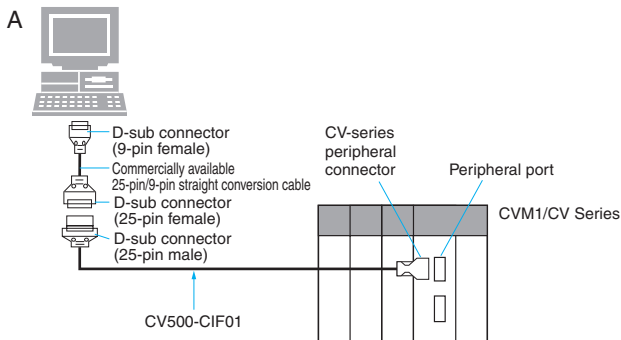 A
D-sub connector
(9-pin female)
Commercially available
25-pin/9-pin straight conversion cable
D-sub connector
(25-pin female)
D-sub connector
(25-pin male)
CV500-CIF01
CV-series
peripheral
connector
Peripheral port
CVM1/CV Series